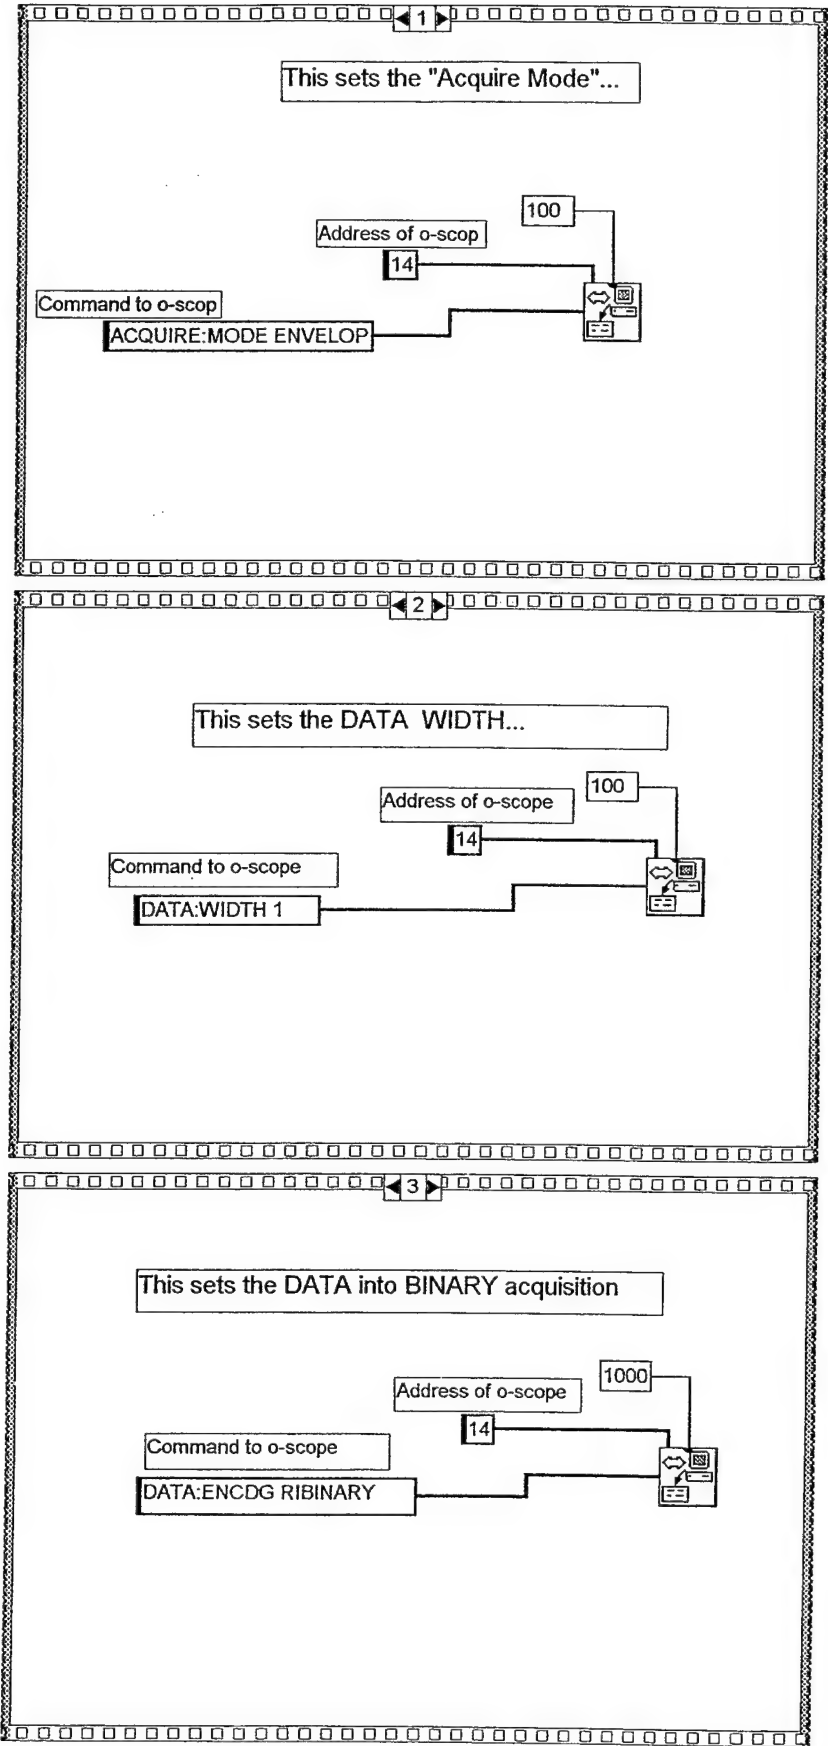 1
This sets the "Acquire Mode"...
100
Address of o-scop
14
Command to o-scop
ACQUIRE:MODE ENVELOP
2
This sets the DATA WIDTH...
100
Address of o-scope
14
Command to o-scope
DATA:WIDTH 1
3
This sets the DATA into BINARY acquisition
1000
Address of o-scope
14
Command to o-scope
DATA:ENCDG RIBINARY